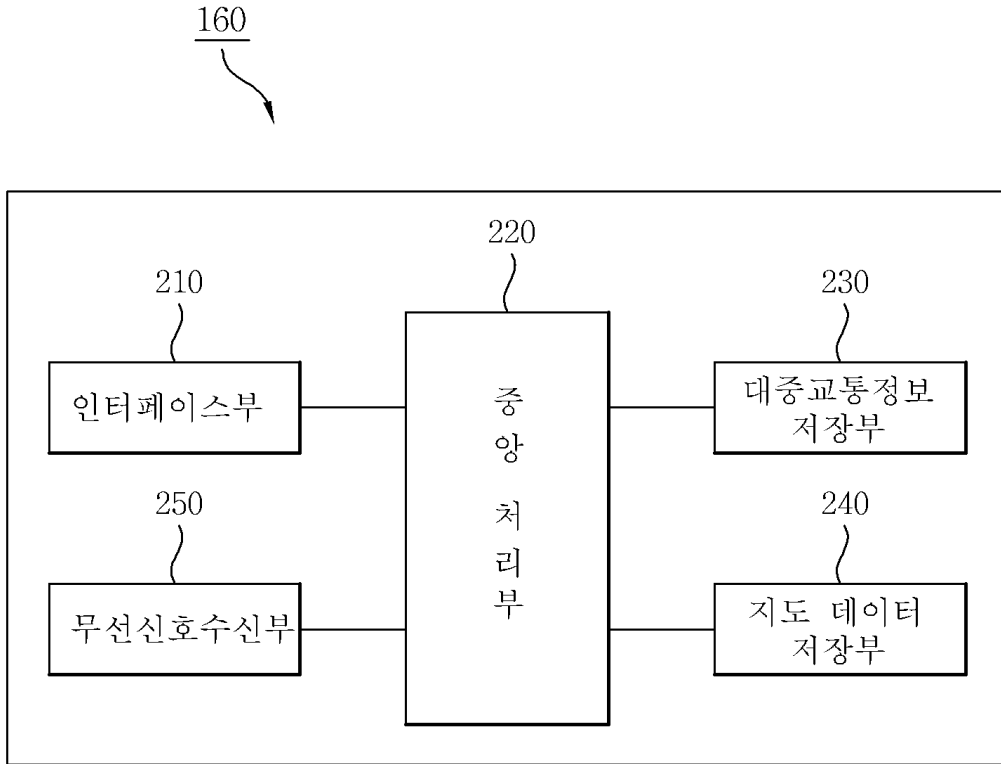 160
220
210
230
인터페이스부
대중교통정보
저장부
중
앙
처
리
부
250
240
무선신호수신부
지도 데이터
저장부